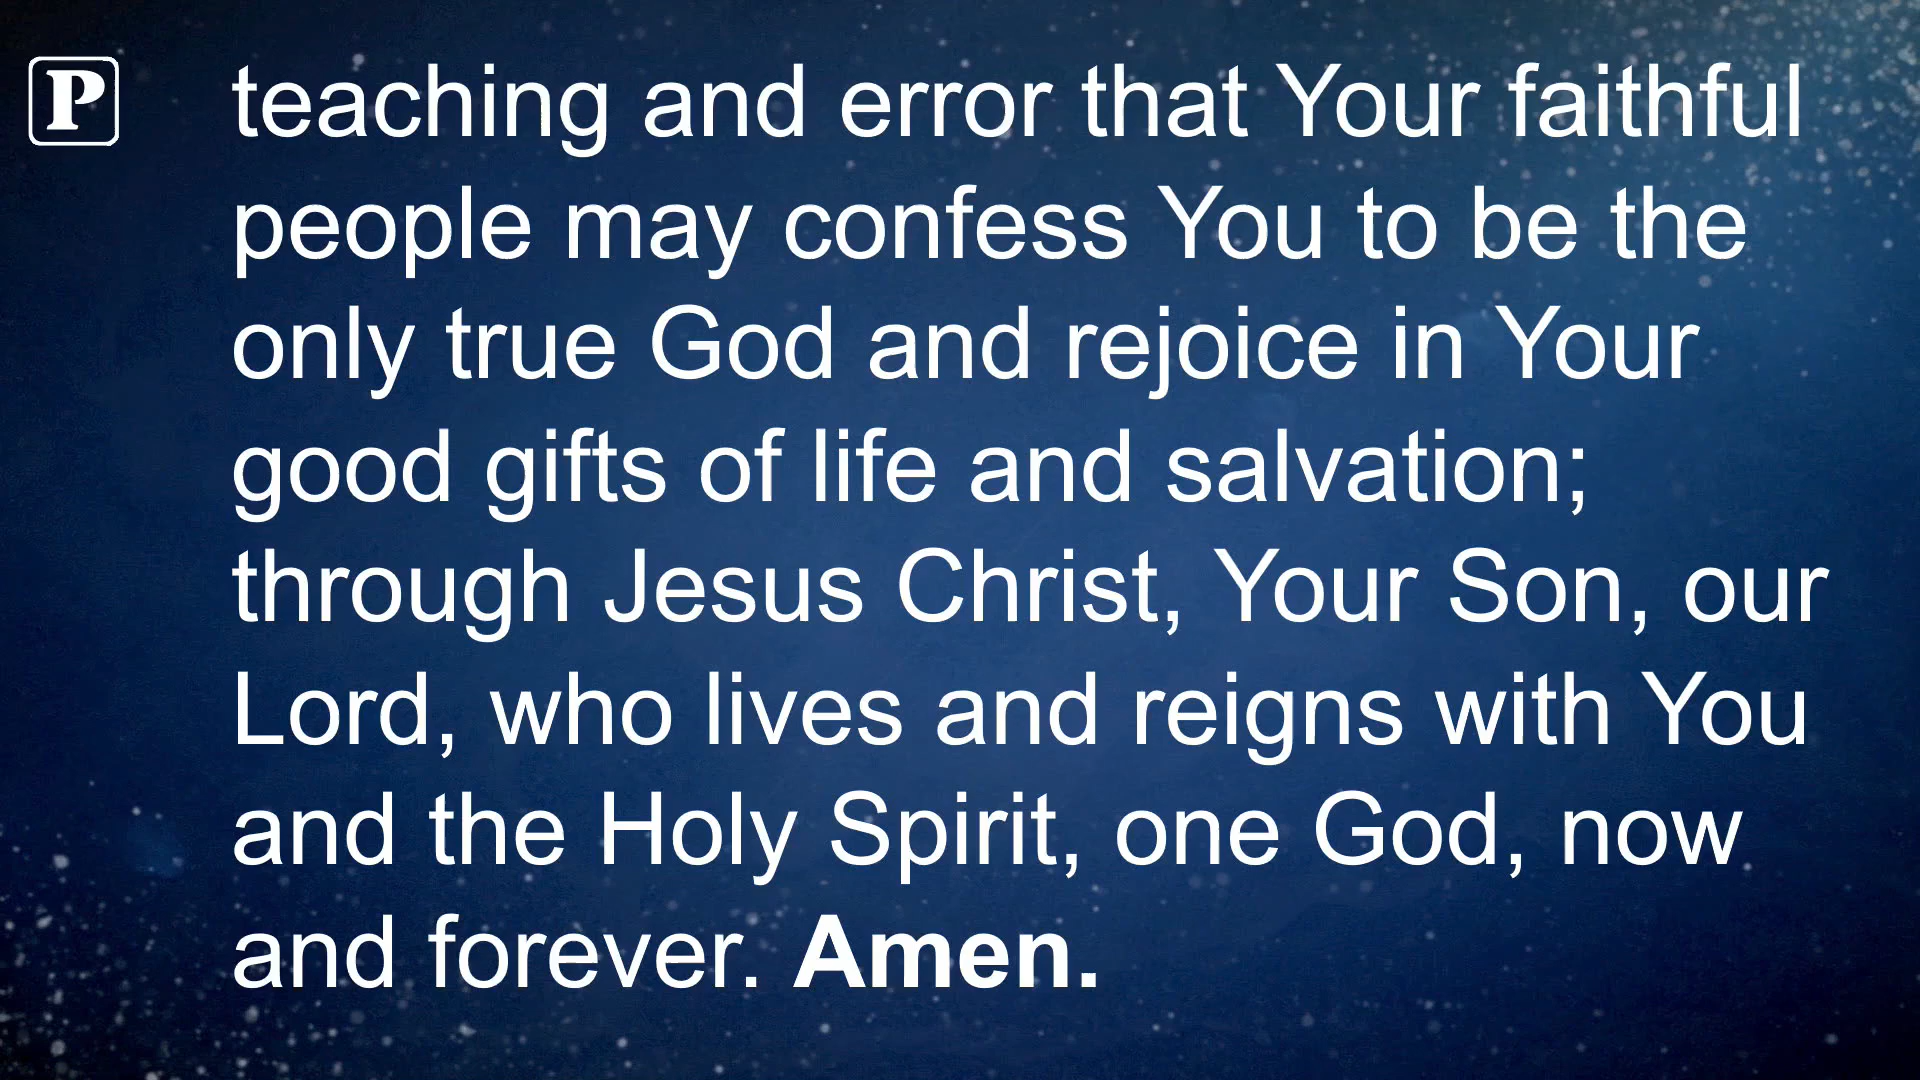 P
teaching and error that Your faithful
people may confess You to be the
only true God and rejoice in Your
good gifts of life and salvation;
through Jesus Christ, Your Son, our
Lord, who lives and reigns with You
and the Holy Spirit, one God, now
and forever. Amen.